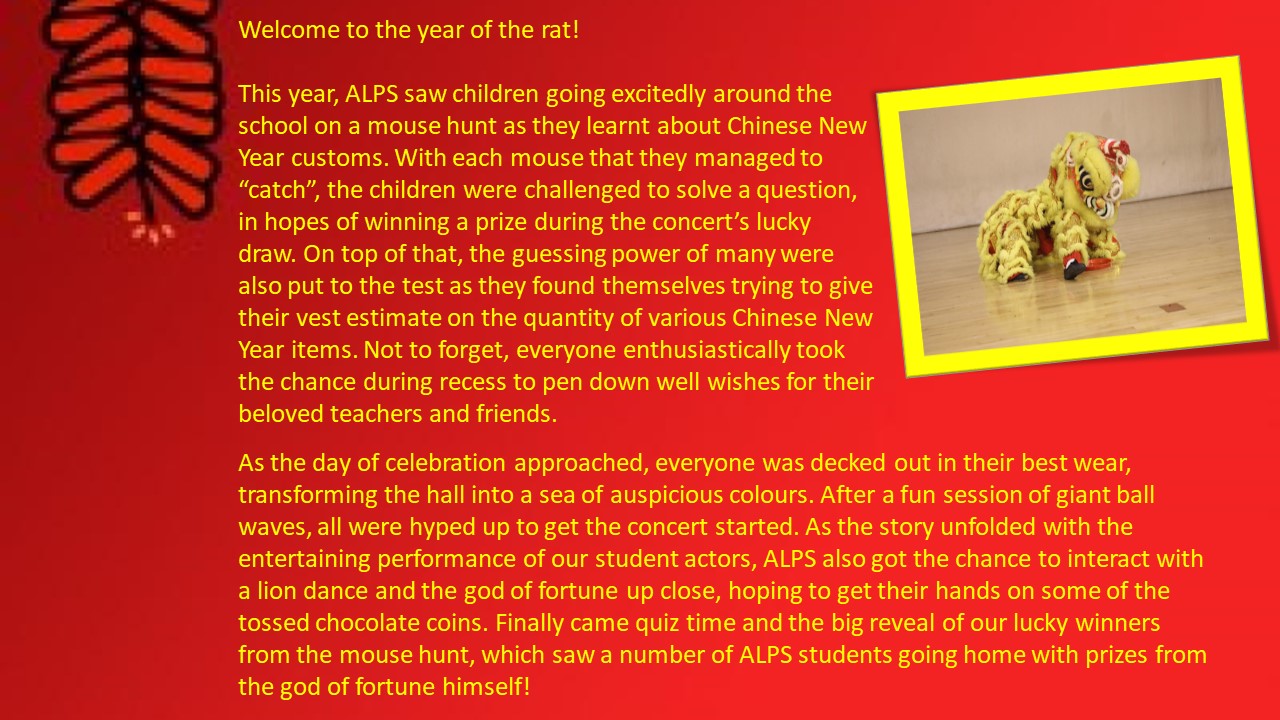 Welcome to the year of the rat!
This year, ALPS saw children going excitedly around the
school on a mouse hunt as they learnt about Chinese New
Year customs. With each mouse that they managed to
“catch”, the children were challenged to solve a question,
in hopes of winning a prize during the concert’s lucky
draw. On top of that, the guessing power of many were
also put to the test as they found themselves trying to give
their vest estimate on the quantity of various Chinese New
Year items. Not to forget, everyone enthusiastically took
the chance during recess to pen down well wishes for their
beloved teachers and friends.
As the day of celebration approached, everyone was decked out in their best wear,
transforming the hall into a sea of auspicious colours. After a fun session of giant ball
waves, all were hyped up to get the concert started. As the story unfolded with the
entertaining performance of our student actors, ALPS also got the chance to interact with
a lion dance and the god of fortune up close, hoping to get their hands on some of the
tossed chocolate coins. Finally came quiz time and the big reveal of our lucky winners
from the mouse hunt, which saw a number of ALPS students going home with prizes from
the god of fortune himself!